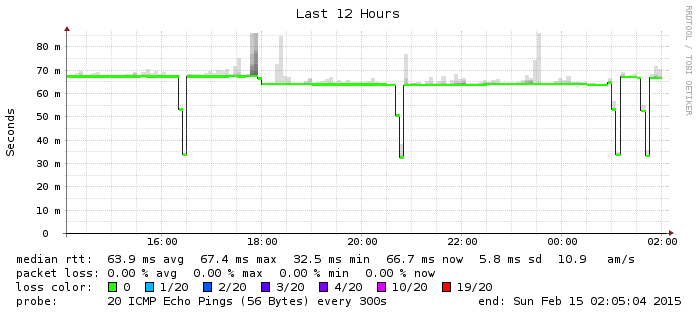 Last 12 Hours
RRDTOOL / TOBI OETIKER
Seconds
80 m
70 m
60 m
50 m
40 m
30 m
20 m
10 m
0
16:00 18:00 20:00 22:00 00:00 02:00
median rtt: 63.9 ms avg 67.4 ms max 32.5 ms min 66.7 ms now 5.8 ms sd 10.9 am/s
packet loss: 0.00 % avg 0.00 % max 0.00 % min 0.00 % now
loss color: 0 1/20 2/20 3/20 4/20 10/20 19/20
probe: 20 ICMP Echo Pings (56 Bytes) every 300s end: Sun Feb 15 02:05:04 2015